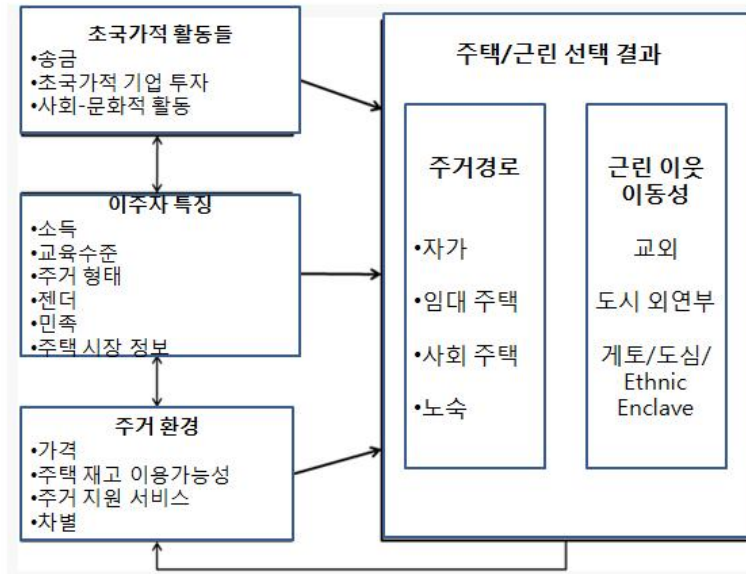 초국가적 활동들
•송금
•초국가적 기업 투자
•사회-문화적 활동
이주자 특징
•소득
•교육수준
•주거 형태
•젠더
•민족
•주택 시장 정보
주거 환경
•가격
•주택 재고 이용가능성
•주거 지원 서비스
•차별
주택/근린 선택 결과
주거경로
•자가
•임대 주택
•사회 주택
•노숙
근린 이웃
이동성
교외
도시 외연부
게토/도심/
Ethnic
Enclave